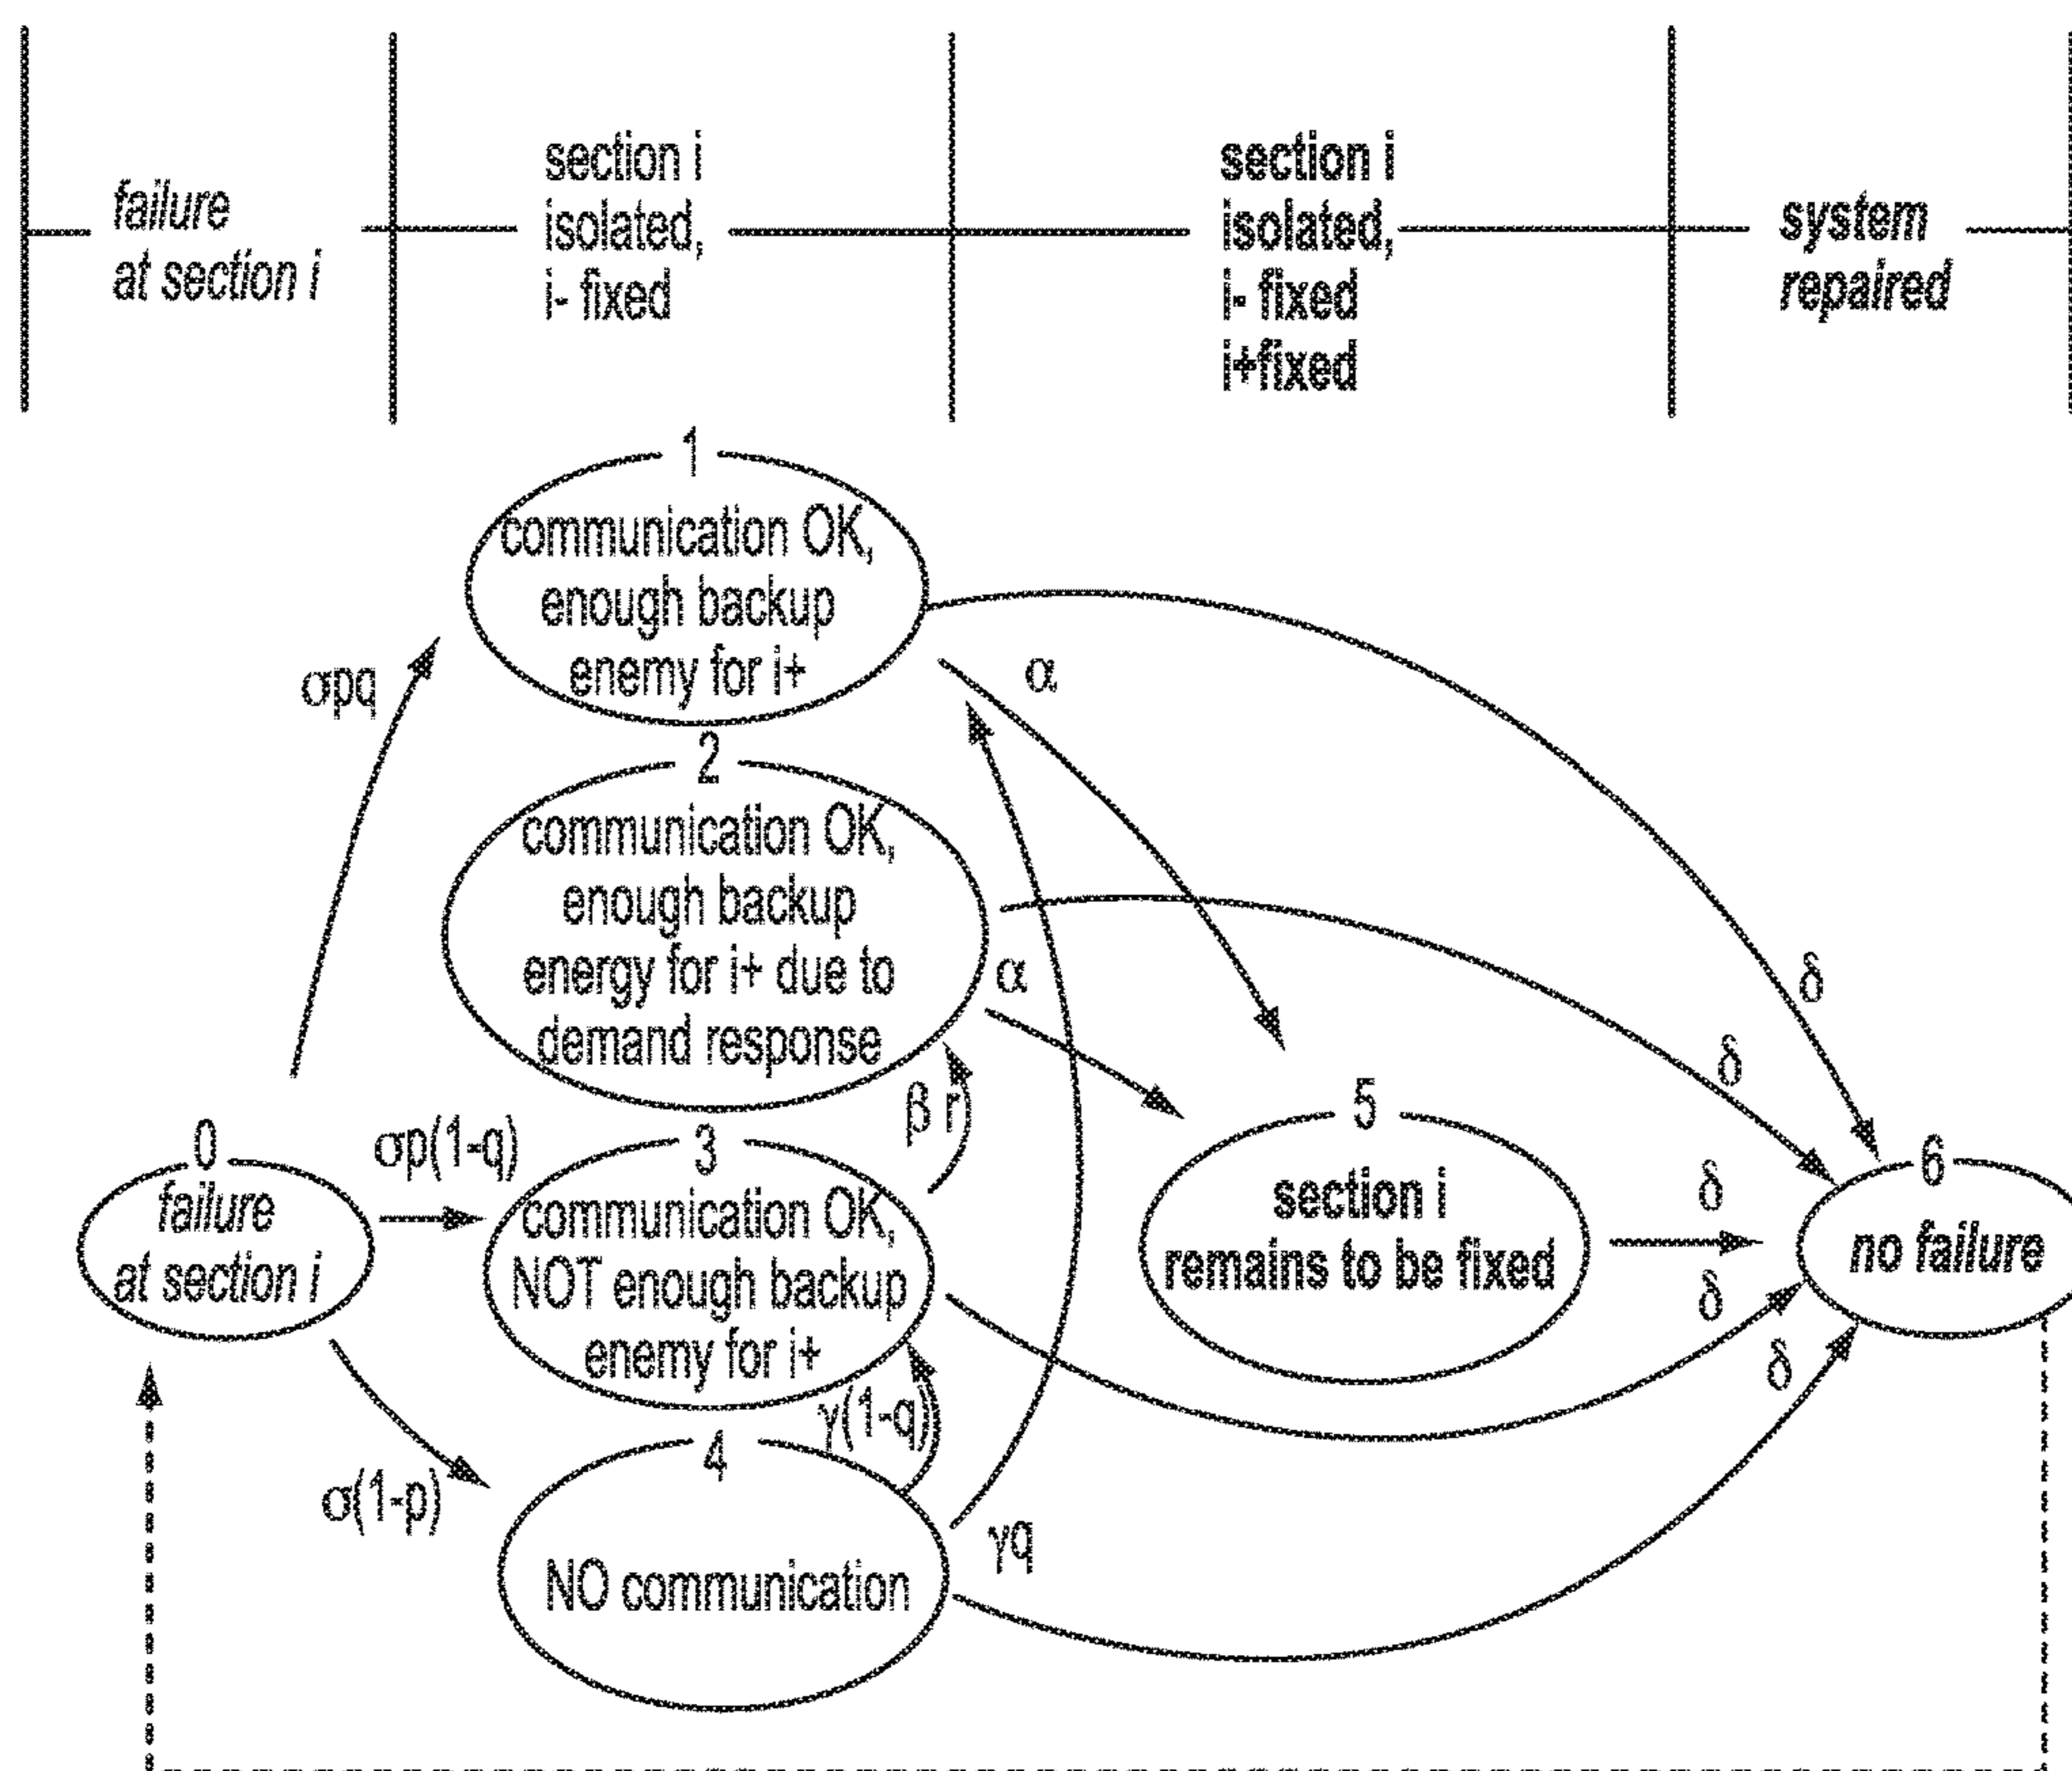 failure
at section i
section i
isolated,
i- fixed
section i
isolated,
i- fixed
i+fixed
system
repaired
1
communication OK,
enough backup
enemy for i+
σpq
α
2
communication OK,
enough backup
energy for i+ due to
demand response
α
δ
δ
β r
0
failure
at section i
σp(1-q)
3
communication OK,
NOT enough backup
enemy for i+
5
section i
remains to be fixed
δ
δ
δ
6
no failure
γ(1-q)
σ(1-p)
4
NO communication
γq